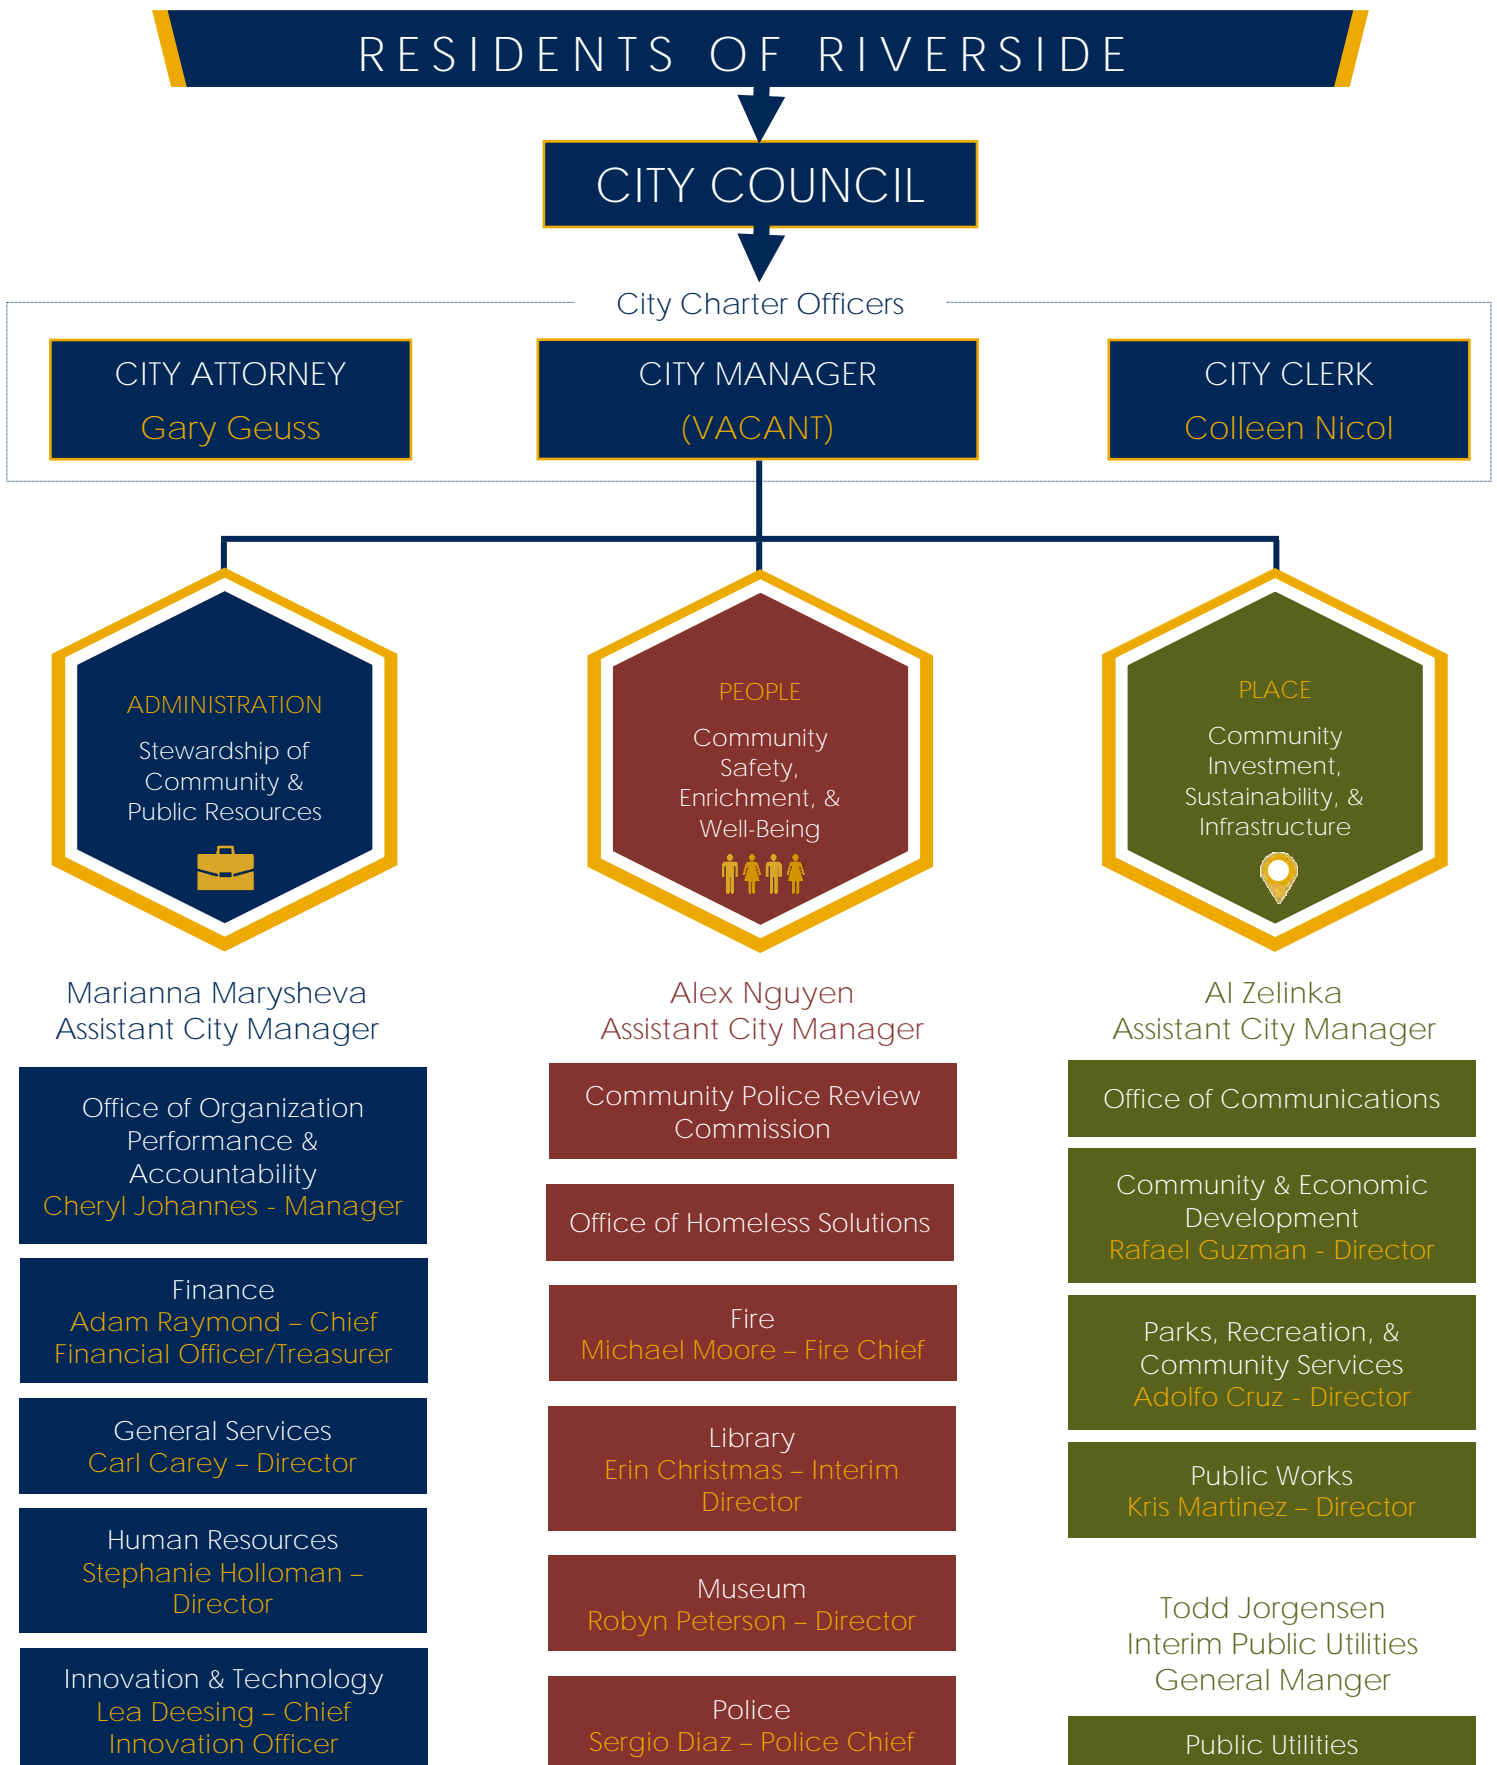 RESIDENTS OF RIVERSIDE
CITY COUNCIL
City Charter Officers
CITY ATTORNEY
Gary Geuss
CITY MANAGER
(VACANT)
CITY CLERK
Colleen Nicol
ADMINISTRATION
Stewardship of
Community &
Public Resources
PEOPLE
Community
Safety,
Enrichment, &
Well-Being
PLACE
Community
Investment,
Sustainability, &
Infrastructure
Marianna Marysheva
Assistant City Manager
Office of Organization
Performance &
Accountability
Cheryl Johannes - Manager
Finance
Adam Raymond – Chief
Financial Officer/Treasurer
General Services
Carl Carey – Director
Human Resources
Stephanie Holloman –
Director
Innovation & Technology
Lea Deesing – Chief
Innovation Officer
Alex Nguyen
Assistant City Manager
Community Police Review
Commission
Office of Homeless Solutions
Fire
Michael Moore – Fire Chief
Library
Erin Christmas – Interim
Director
Museum
Robyn Peterson – Director
Police
Sergio Diaz – Police Chief
Al Zelinka
Assistant City Manager
Office of Communications
Community & Economic
Development
Rafael Guzman - Director
Parks, Recreation, &
Community Services
Adolfo Cruz - Director
Public Works
Kris Martinez – Director
Todd Jorgensen
Interim Public Utilities
General Manger
Public Utilities